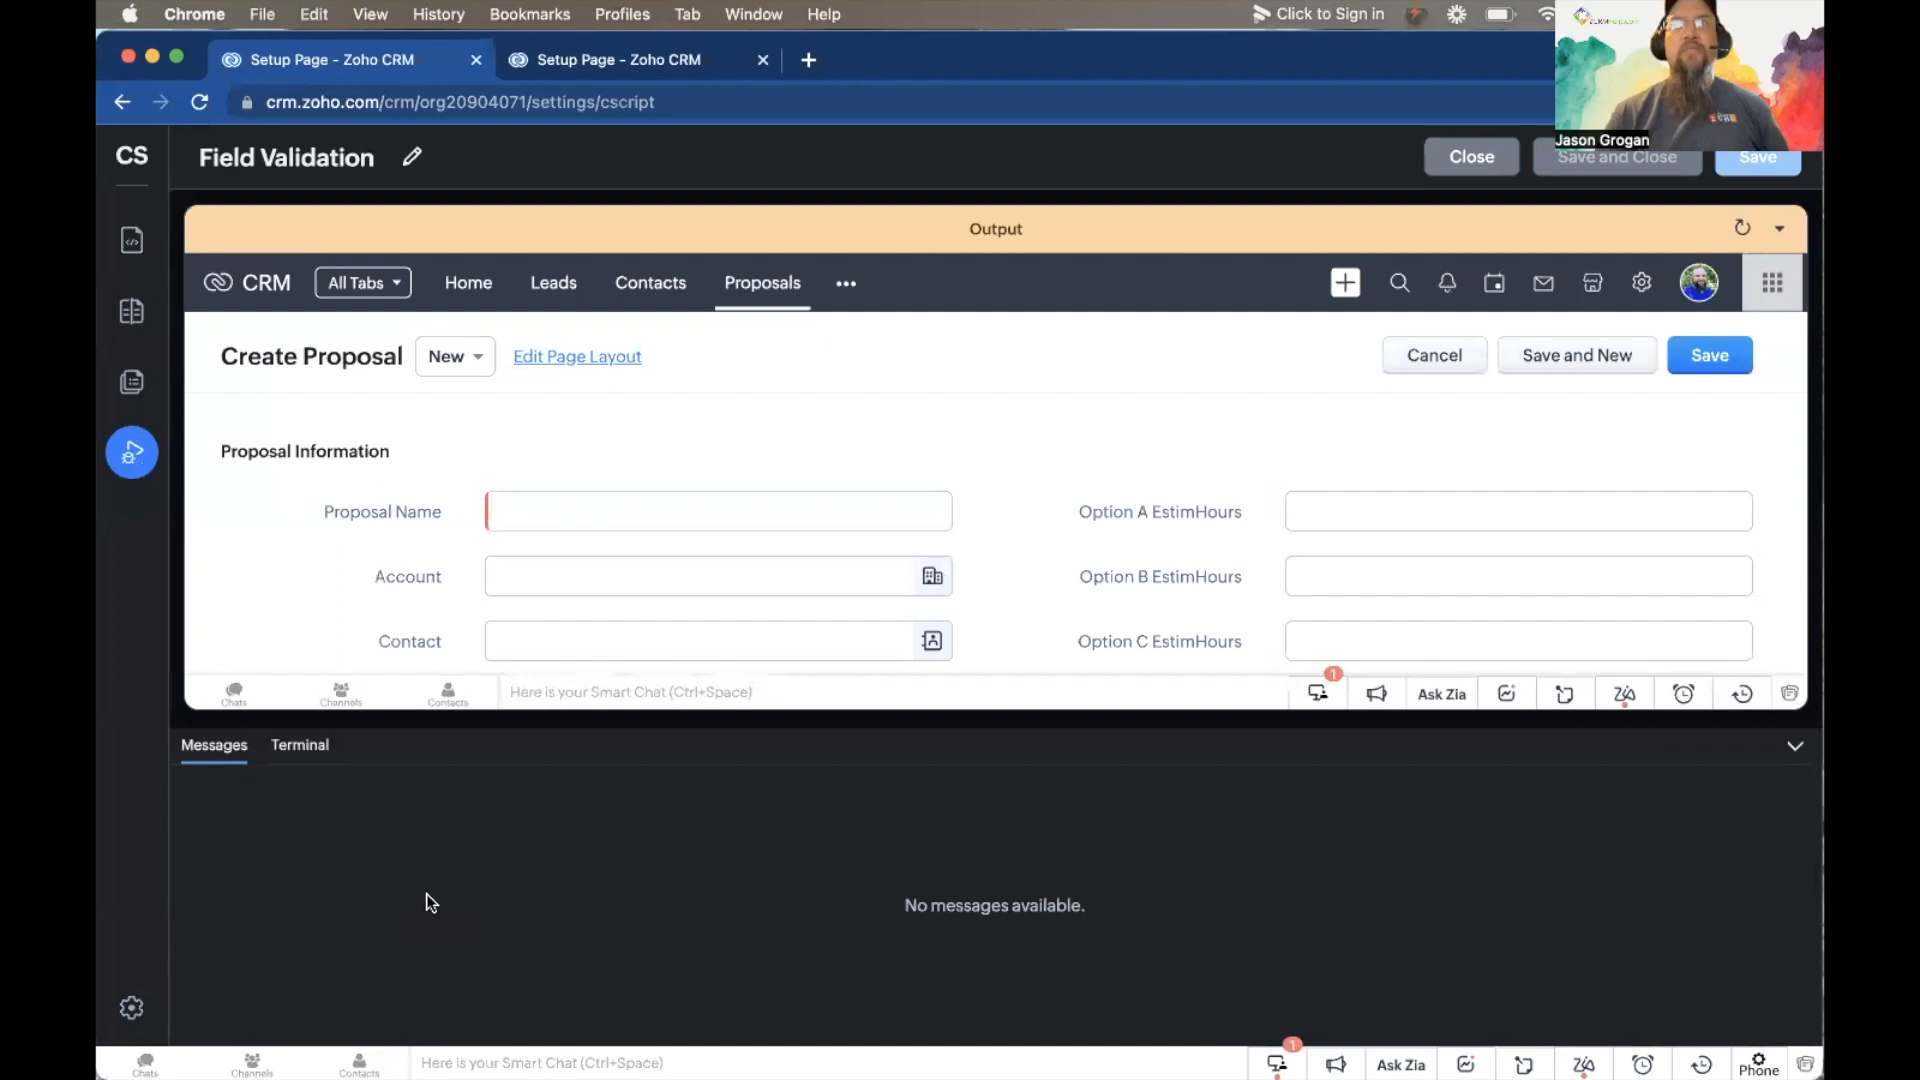 Chrome File Edit View History Bookmarks Profiles Tab Window Help Click to Sign in
Setup Page - Zoho CRM Setup Page - Zoho CRM
crm.zoho.com/crm/org20904071/settings/cscript
Jason Grogan
CS Field Validation Close Save and Close Save
Output
CRM All Tabs Home Leads Contacts Proposals
Create Proposal New Edit Page Layout Cancel Save and New Save
Proposal Information
Proposal Name Option A EstimHours
Account Option B EstimHours
Contact Option C EstimHours
Chats Channels Contacts Here is your Smart Chat (Ctrl+Space) 1 Ask Zia
Messages Terminal
No messages available.
Chats Channels Contacts Here is your Smart Chat (Ctrl+Space) 1 Ask Zia Phone